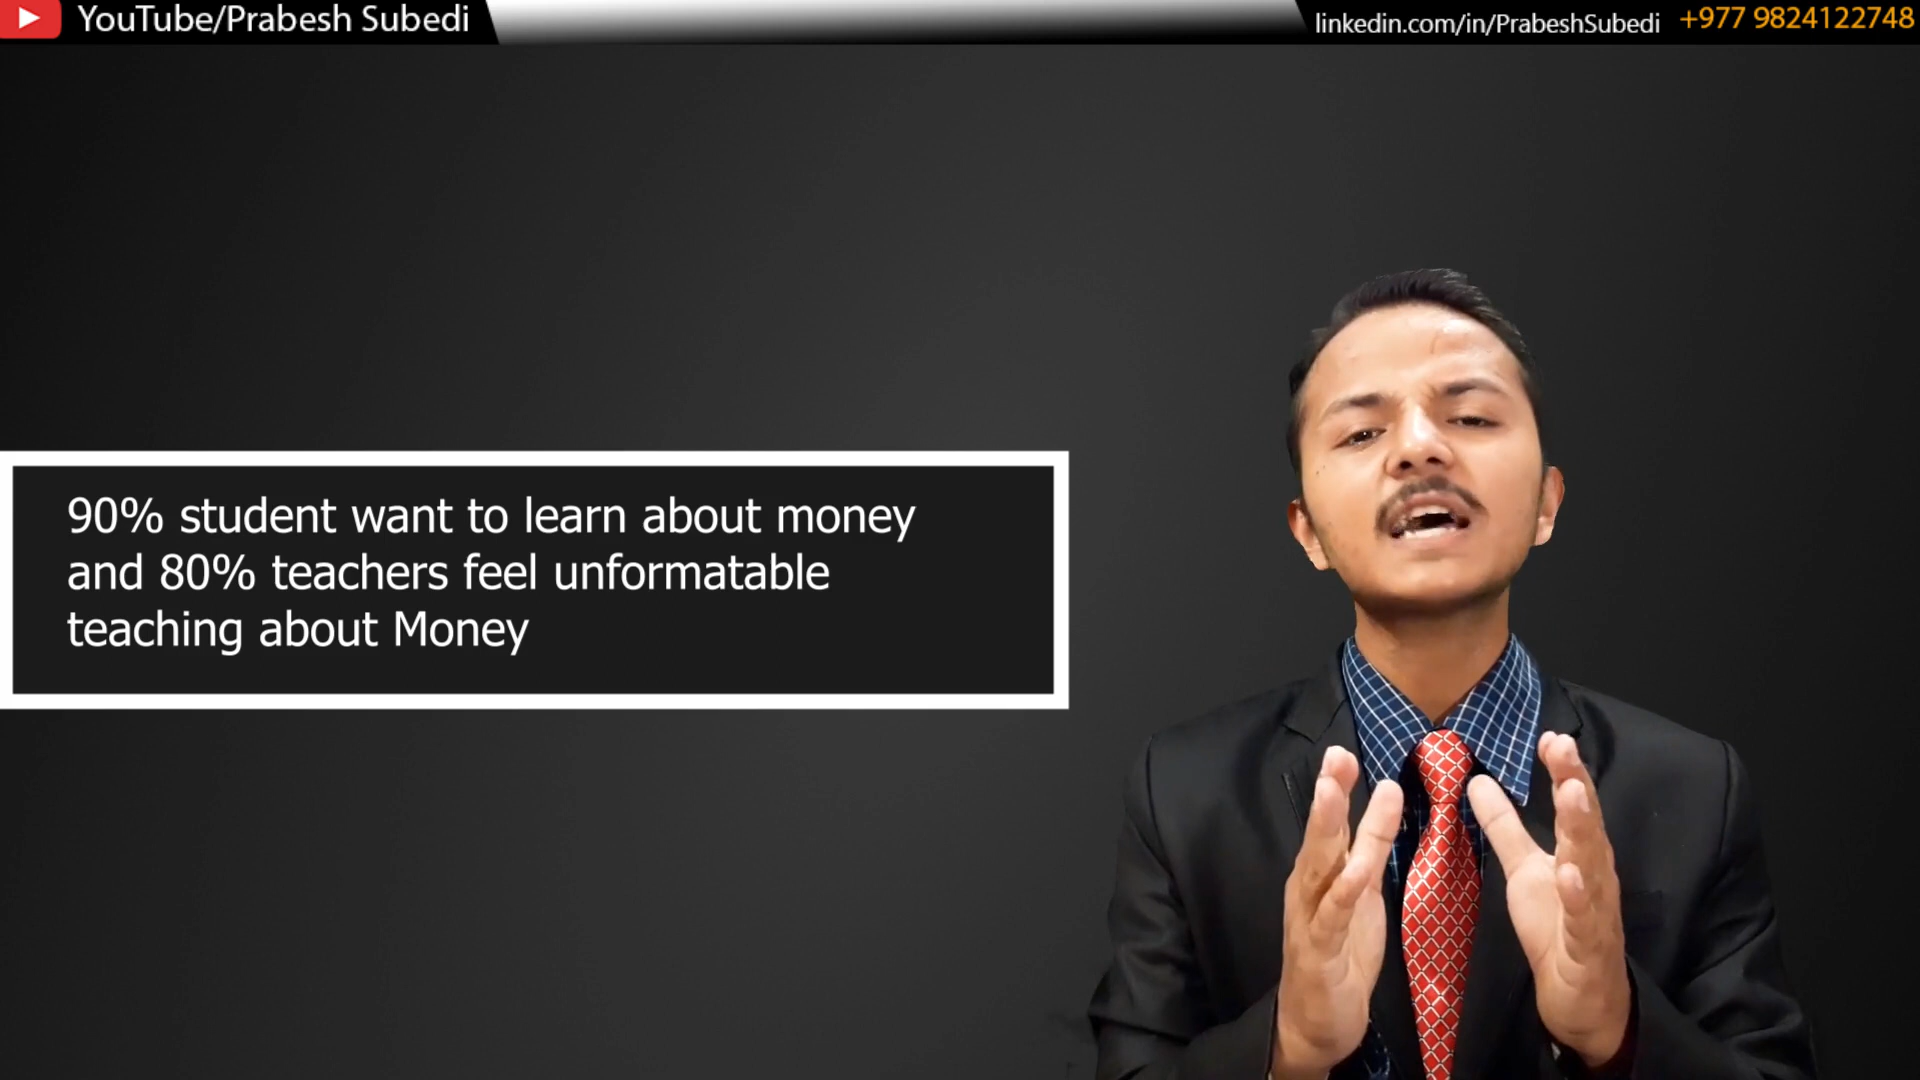 YouTube/Prabesh Subedi
linkedin.com/in/PrabeshSubedi
+977 9824122748
90% student want to learn about money
and 80% teachers feel unformatable
teaching about Money